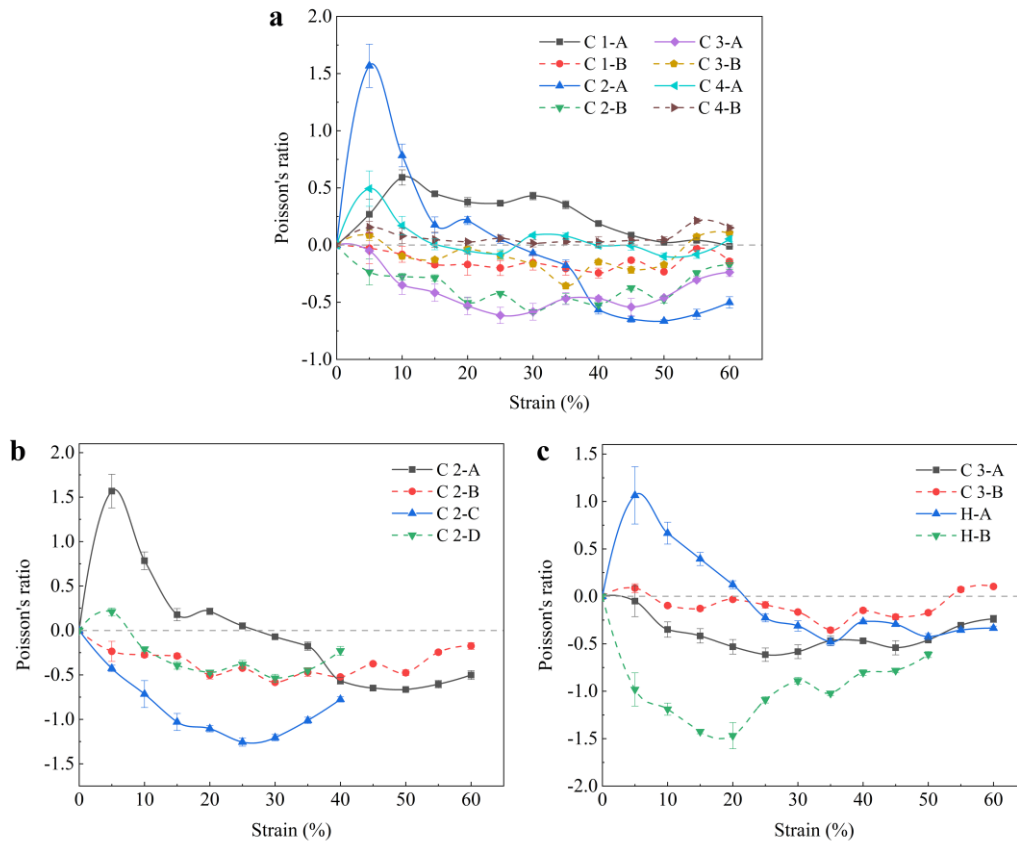 a
2.0
1.5
1.0
0.5
0.0
-0.5
-1.0
Poisson's ratio
C 1-A
C 1-B
C 2-A
C 2-B
C 3-A
C 3-B
C 4-A
C 4-B
0 10 20 30 40 50 60
Strain (%)
b
2.0
1.5
1.0
0.5
0.0
-0.5
-1.0
-1.5
Poisson's ratio
C 2-A
C 2-B
C 2-C
C 2-D
0 10 20 30 40 50 60
Strain (%)
c
1.5
1.0
0.5
0.0
-0.5
-1.0
-1.5
-2.0
Poisson's ratio
C 3-A
C 3-B
H-A
H-B
0 10 20 30 40 50 60
Strain (%)